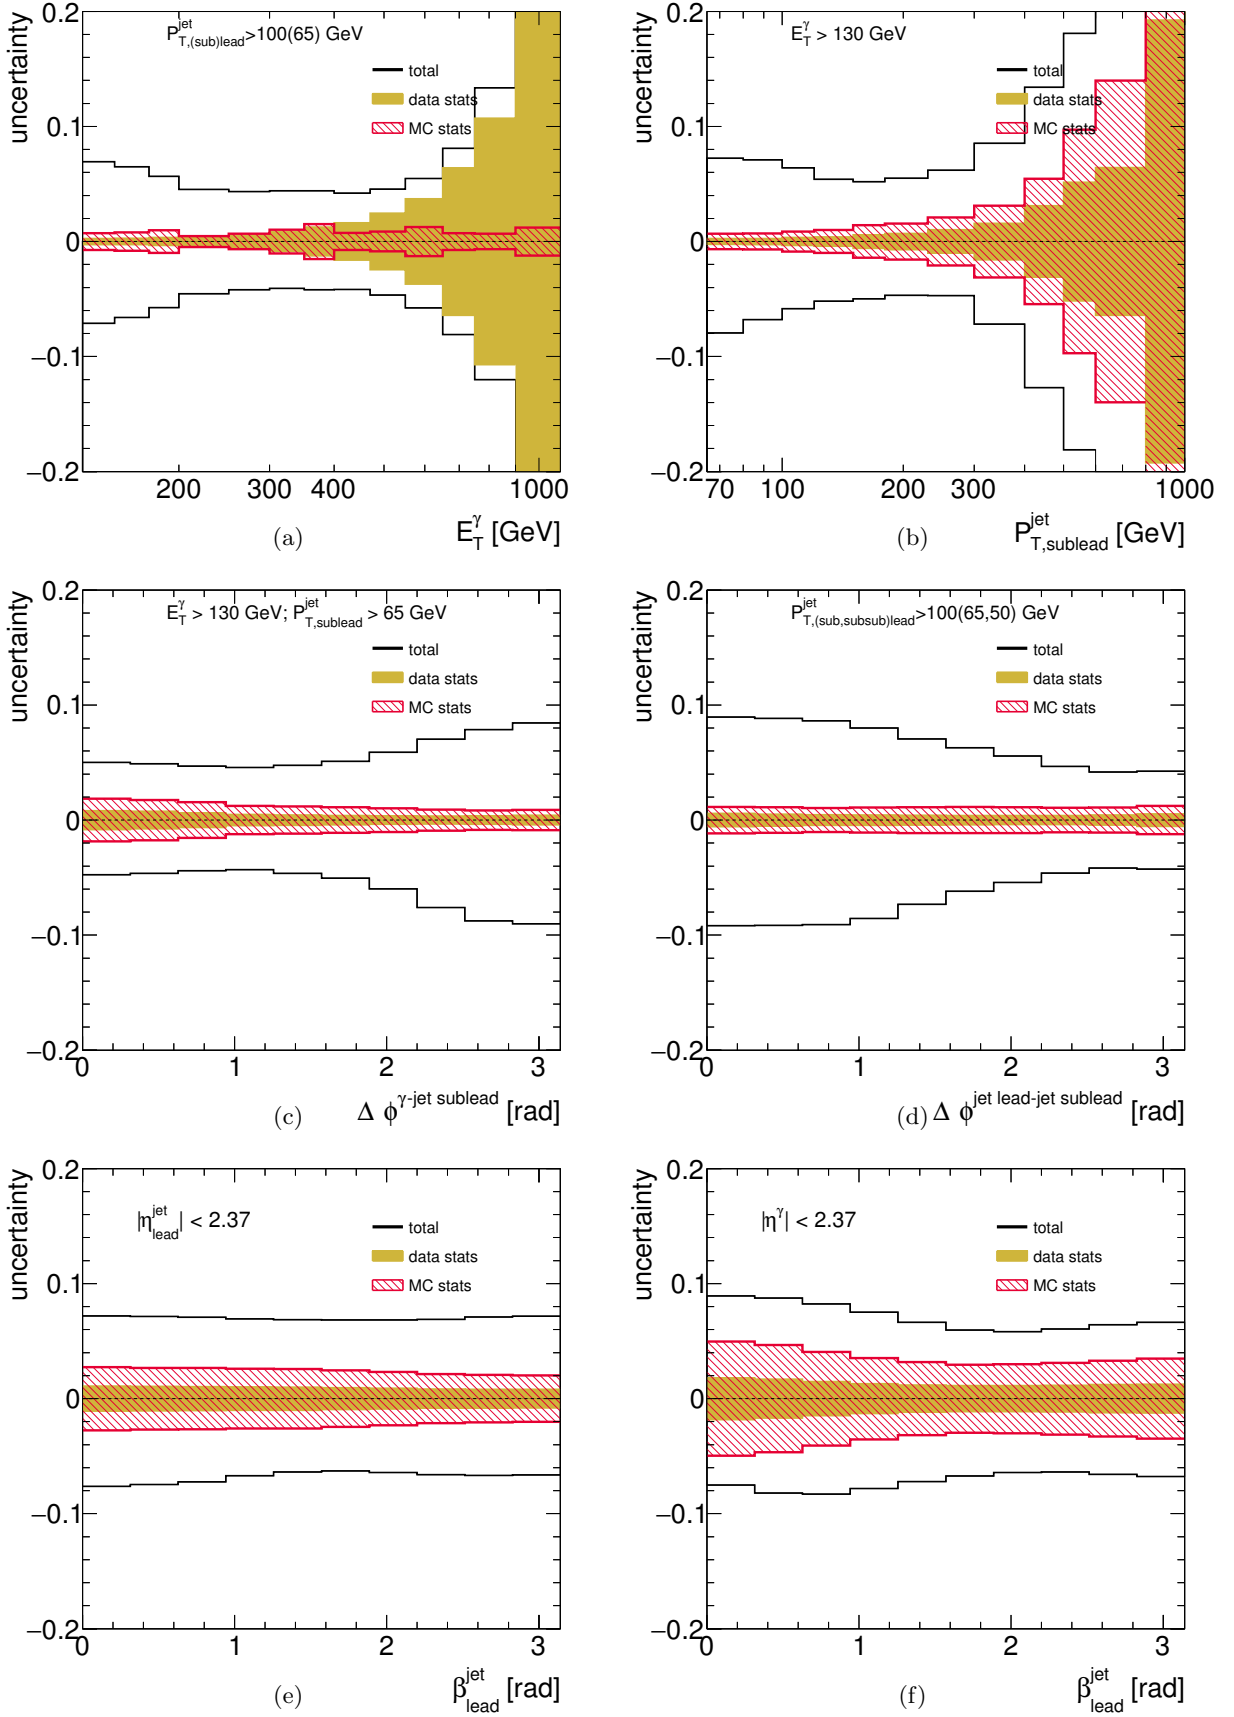 uncertainty
0.2
0.1
0
−0.1
−0.2
P^jet_T,(sub)lead>100(65) GeV
total
data stats
MC stats
200 300 400 1000
(a)
E^γ_T [GeV]
uncertainty
0.2
0.1
0
−0.1
−0.2
E^γ_T > 130 GeV
total
data stats
MC stats
70 100 200 300 1000
(b)
P^jet_T,sublead [GeV]
uncertainty
0.2
0.1
0
−0.1
−0.2
E^γ_T > 130 GeV; P^jet_T,sublead > 65 GeV
total
data stats
MC stats
0 1 2 3
(c)
Δ ϕ^γ-jet sublead [rad]
uncertainty
0.2
0.1
0
−0.1
−0.2
P^jet_T,(sub,subsub)lead>100(65,50) GeV
total
data stats
MC stats
0 1 2 3
(d)
Δ ϕ^jet lead-jet sublead [rad]
uncertainty
0.2
0.1
0
−0.1
−0.2
|η^jet_lead| < 2.37
total
data stats
MC stats
0 1 2 3
(e)
β^jet_lead [rad]
uncertainty
0.2
0.1
0
−0.1
−0.2
|η^γ| < 2.37
total
data stats
MC stats
0 1 2 3
(f)
β^jet_lead [rad]